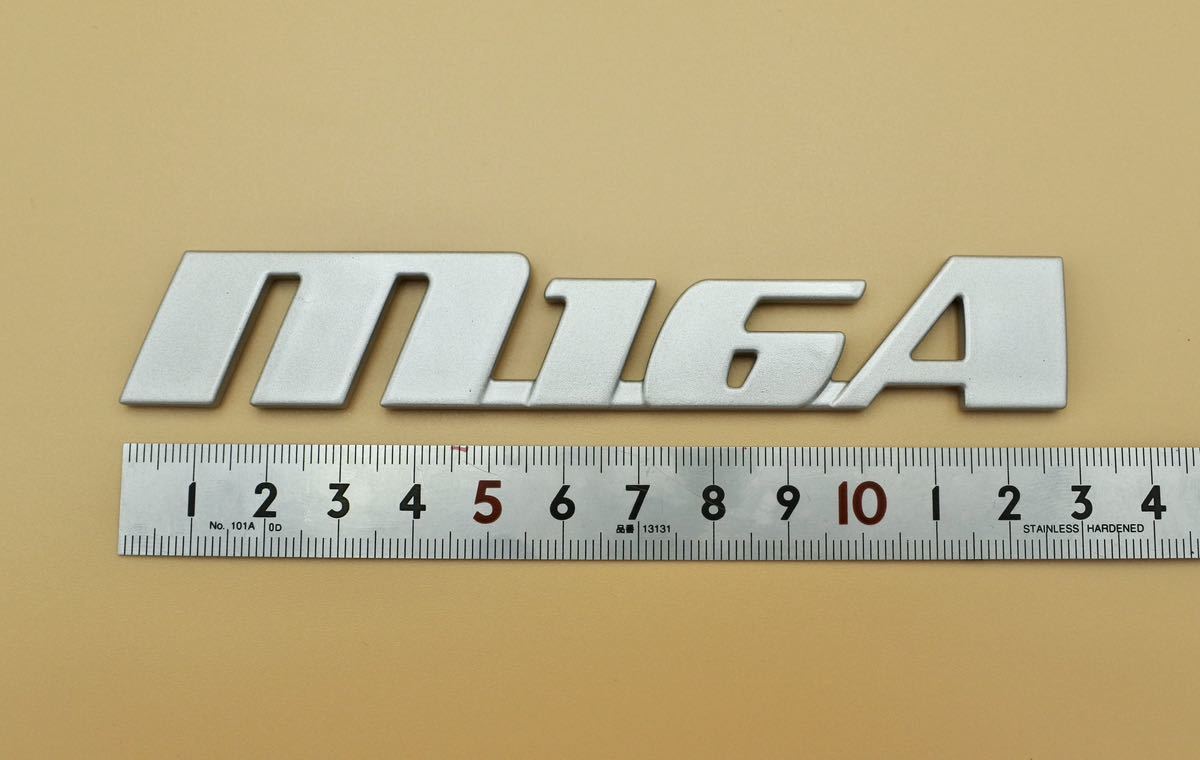 M16A
1 2 3 4 5 6 7 8 9 10 1 2 3 4
No. 101A 0D 品番 13131 STAINLESS HARDENED